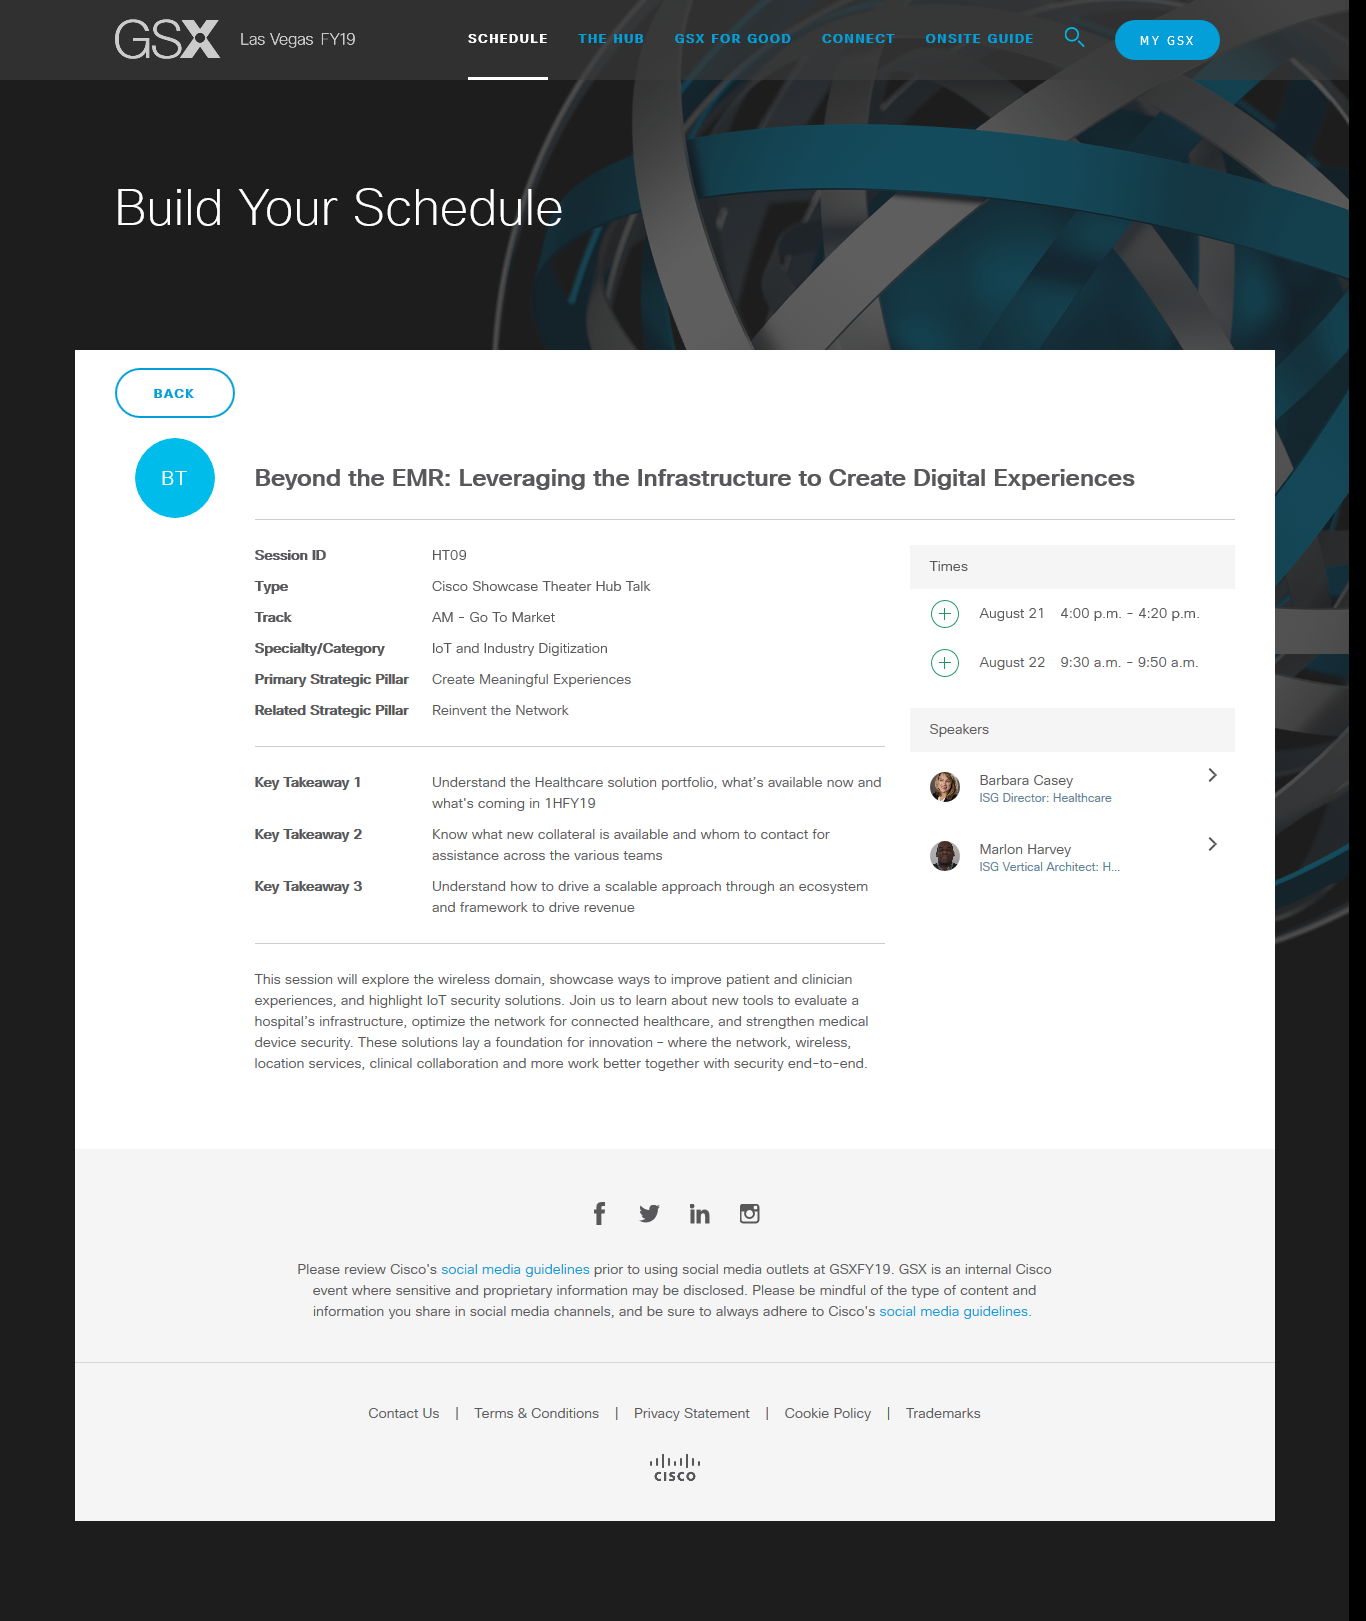 GSX Las Vegas FY19 SCHEDULE THE HUB GSX FOR GOOD CONNECT ONSITE GUIDE MY GSX
Build Your Schedule
BACK
BT
Beyond the EMR: Leveraging the Infrastructure to Create Digital Experiences
Session ID HT09
Type Cisco Showcase Theater Hub Talk
Track AM - Go To Market
Specialty/Category IoT and Industry Digitization
Primary Strategic Pillar Create Meaningful Experiences
Related Strategic Pillar Reinvent the Network
Key Takeaway 1 Understand the Healthcare solution portfolio, what's available now and
what's coming in 1HFY19
Key Takeaway 2 Know what new collateral is available and whom to contact for
assistance across the various teams
Key Takeaway 3 Understand how to drive a scalable approach through an ecosystem
and framework to drive revenue
This session will explore the wireless domain, showcase ways to improve patient and clinician
experiences, and highlight IoT security solutions. Join us to learn about new tools to evaluate a
hospital's infrastructure, optimize the network for connected healthcare, and strengthen medical
device security. These solutions lay a foundation for innovation – where the network, wireless,
location services, clinical collaboration and more work better together with security end-to-end.
Times
August 21 4:00 p.m. - 4:20 p.m.
August 22 9:30 a.m. - 9:50 a.m.
Speakers
Barbara Casey
ISG Director: Healthcare
Marlon Harvey
ISG Vertical Architect: H...
Please review Cisco's social media guidelines prior to using social media outlets at GSXFY19. GSX is an internal Cisco
event where sensitive and proprietary information may be disclosed. Please be mindful of the type of content and
information you share in social media channels, and be sure to always adhere to Cisco's social media guidelines.
Contact Us | Terms & Conditions | Privacy Statement | Cookie Policy | Trademarks
CISCO